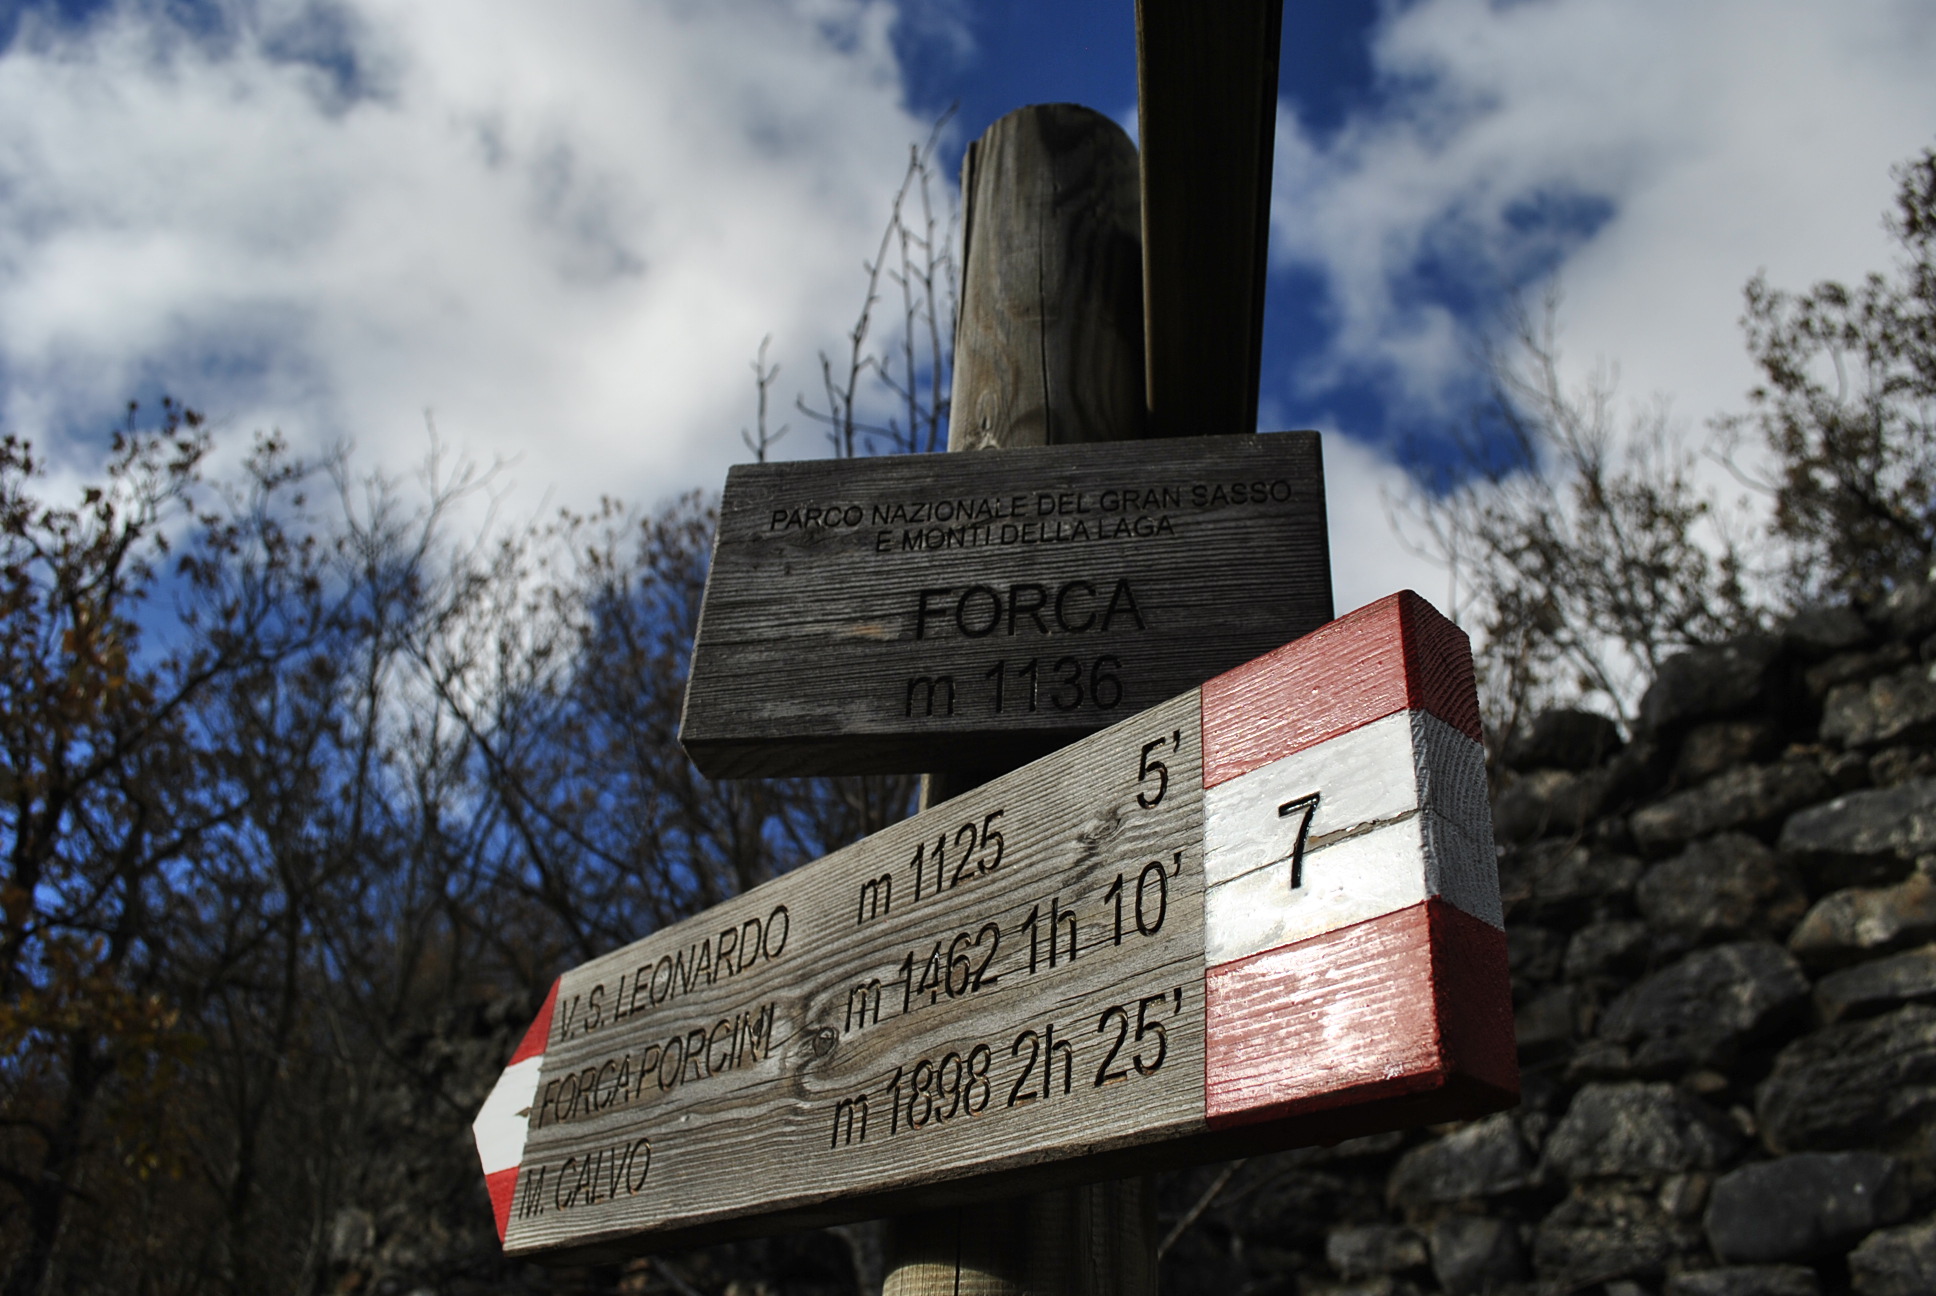 PARCO NAZIONALE DEL GRAN SASSO
E MONTI DELLA LAGA
FORCA
m 1136
V. S. LEONARDO m 1125 5'
FORCA PORCINI m 1462 1h 10'
M. CALVO m 1898 2h 25'
7